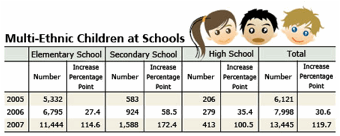 Multi-Ethnic Children at Schools
Elementary School Secondary School High School Total
Number Increase Percentage Point Number Increase Percentage Point Number Increase Percentage Point Number Increase Percentage Point
2005 5,332 583 206 6,121
2006 6,795 27.4 924 58.5 279 35.4 7,998 30.6
2007 11,444 114.6 1,588 172.4 413 100.5 13,445 119.7